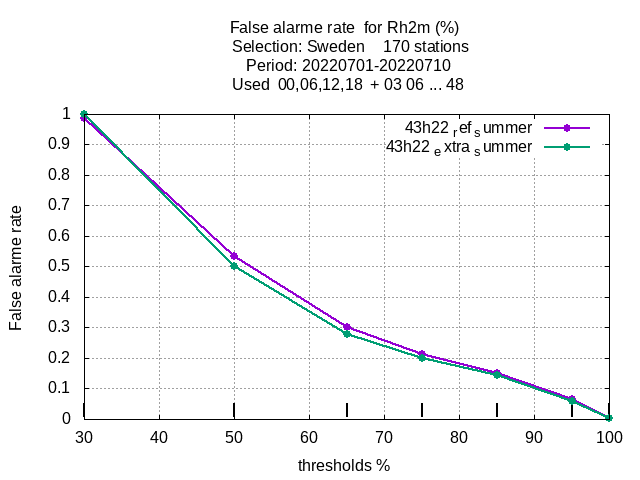 False alarme rate for Rh2m (%)
Selection: Sweden 170 stations
Period: 20220701-20220710
Used 00,06,12,18 + 03 06 ... 48
1
0.9
0.8
0.7
0.6
0.5
0.4
0.3
0.2
0.1
0
False alarme rate
43h22 ref summer
43h22 extra summer
30 40 50 60 70 80 90 100
thresholds %